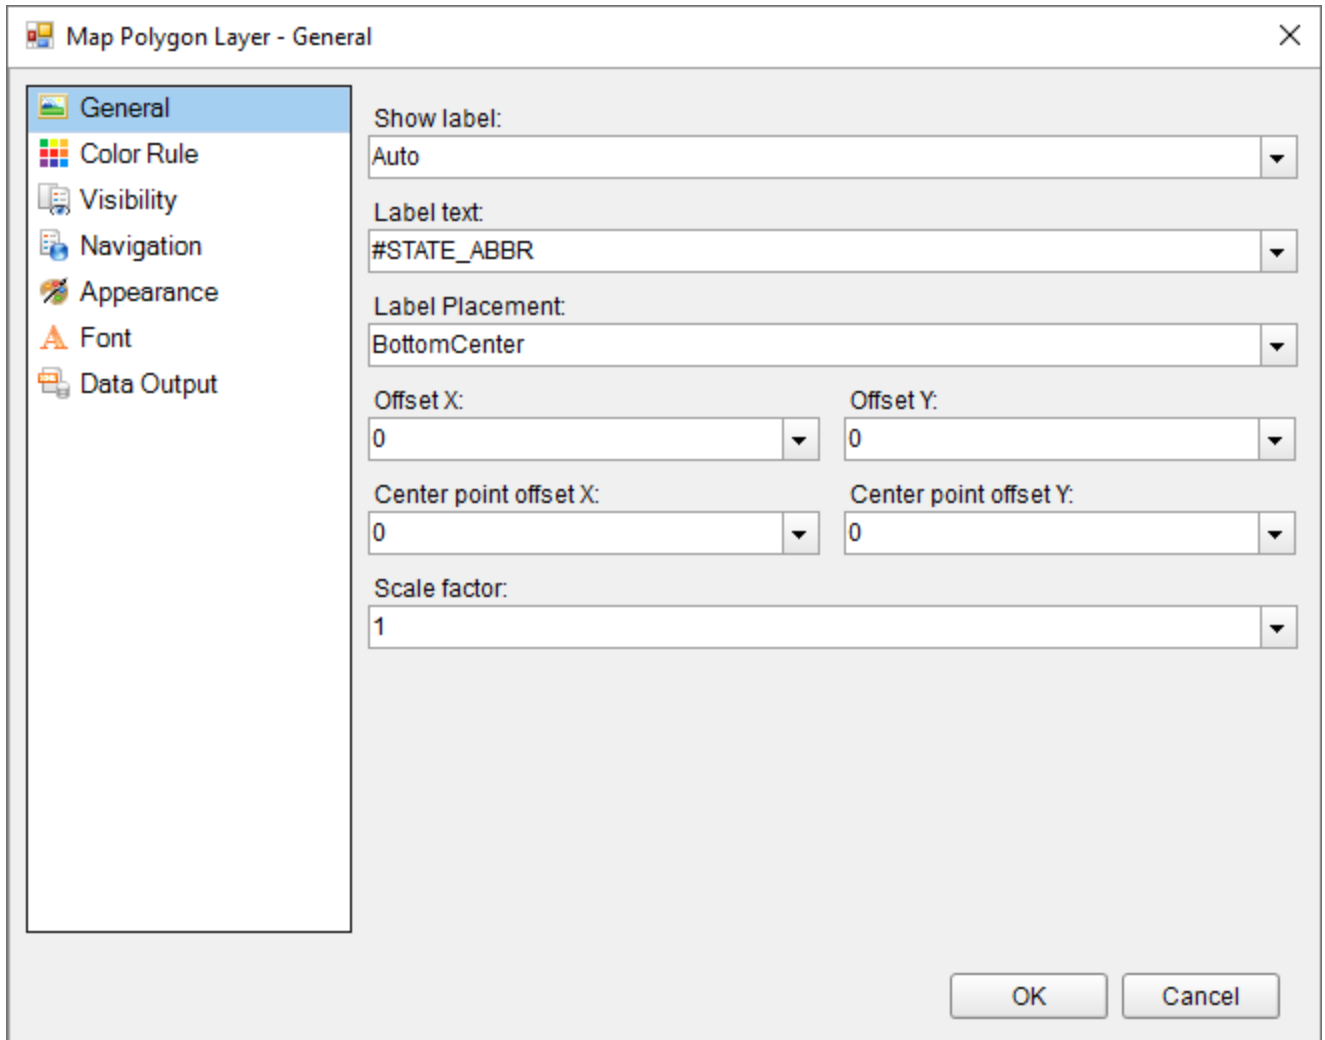 Map Polygon Layer - General
General
Color Rule
Visibility
Navigation
Appearance
Font
Data Output
Show label:
Auto
Label text:
#STATE_ABBR
Label Placement:
BottomCenter
Offset X: Offset Y:
0 0
Center point offset X: Center point offset Y:
0 0
Scale factor:
1
OK Cancel